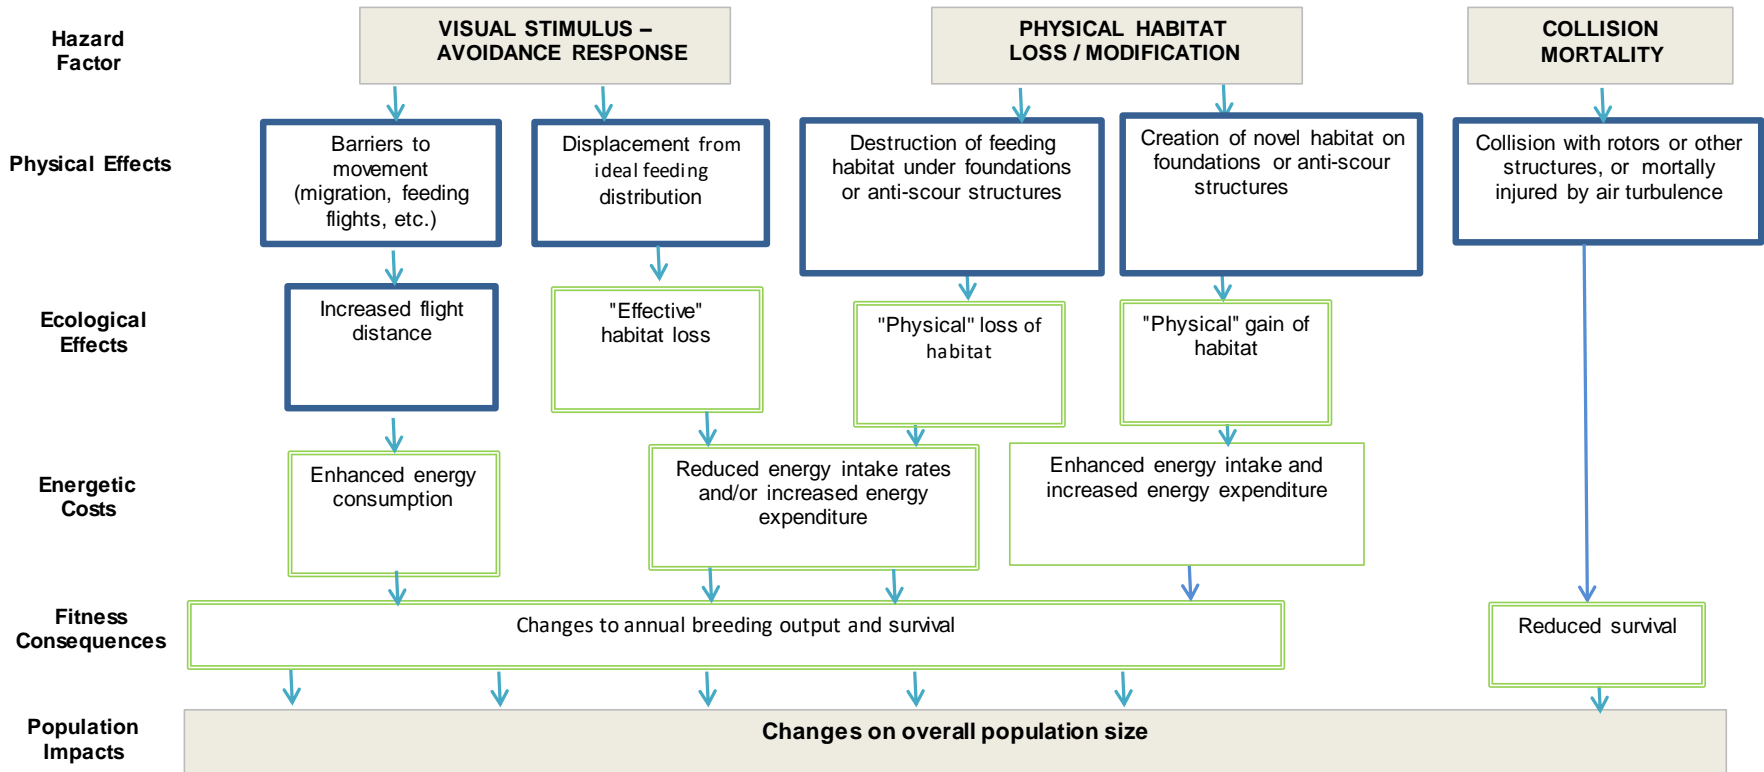 Hazard
Factor
VISUAL STIMULUS –
AVOIDANCE RESPONSE
PHYSICAL HABITAT
LOSS / MODIFICATION
COLLISION
MORTALITY
Physical Effects
Barriers to
movement
(migration, feeding
flights, etc.)
Displacement from
ideal feeding
distribution
Destruction of feeding
habitat under foundations
or anti-scour structures
Creation of novel habitat on
foundations or anti-scour
structures
Collision with rotors or other
structures, or mortally
injured by air turbulence
Ecological
Effects
Increased flight
distance
"Effective"
habitat loss
"Physical" loss of
habitat
"Physical" gain of
habitat
Energetic
Costs
Enhanced energy
consumption
Reduced energy intake rates
and/or increased energy
expenditure
Enhanced energy intake and
increased energy expenditure
Fitness
Consequences
Changes to annual breeding output and survival
Reduced survival
Population
Impacts
Changes on overall population size